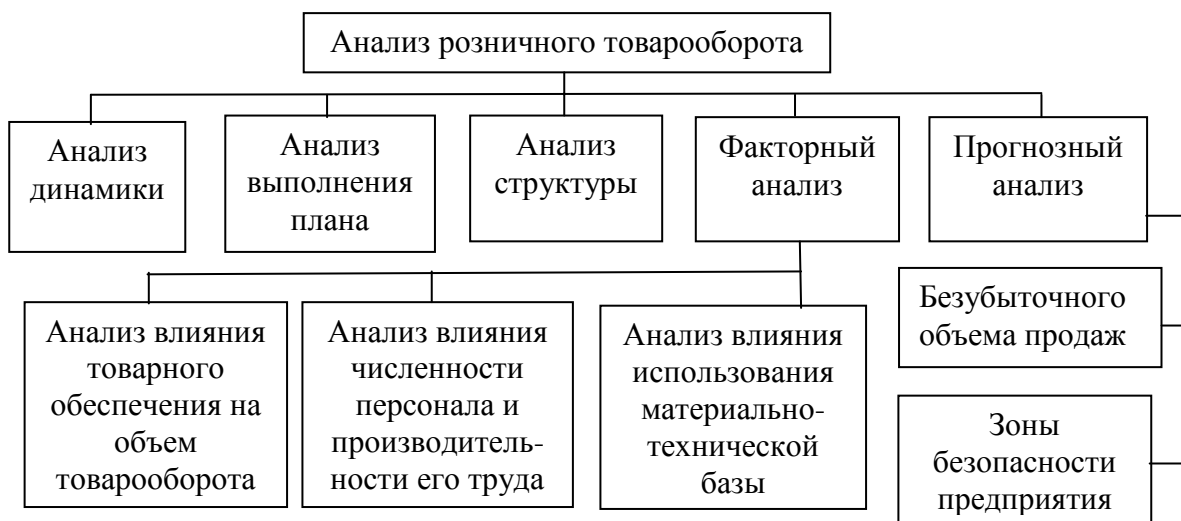 Анализ розничного товарооборота
Анализ
динамики
Анализ
выполнения
плана
Анализ
структуры
Факторный
анализ
Прогнозный
анализ
Анализ влияния
товарного
обеспечения на
объем
товарооборота
Анализ влияния
численности
персонала и
производитель-
ности его труда
Анализ влияния
использования
материально-
технической
базы
Безубыточного
объема продаж
Зоны
безопасности
предприятия